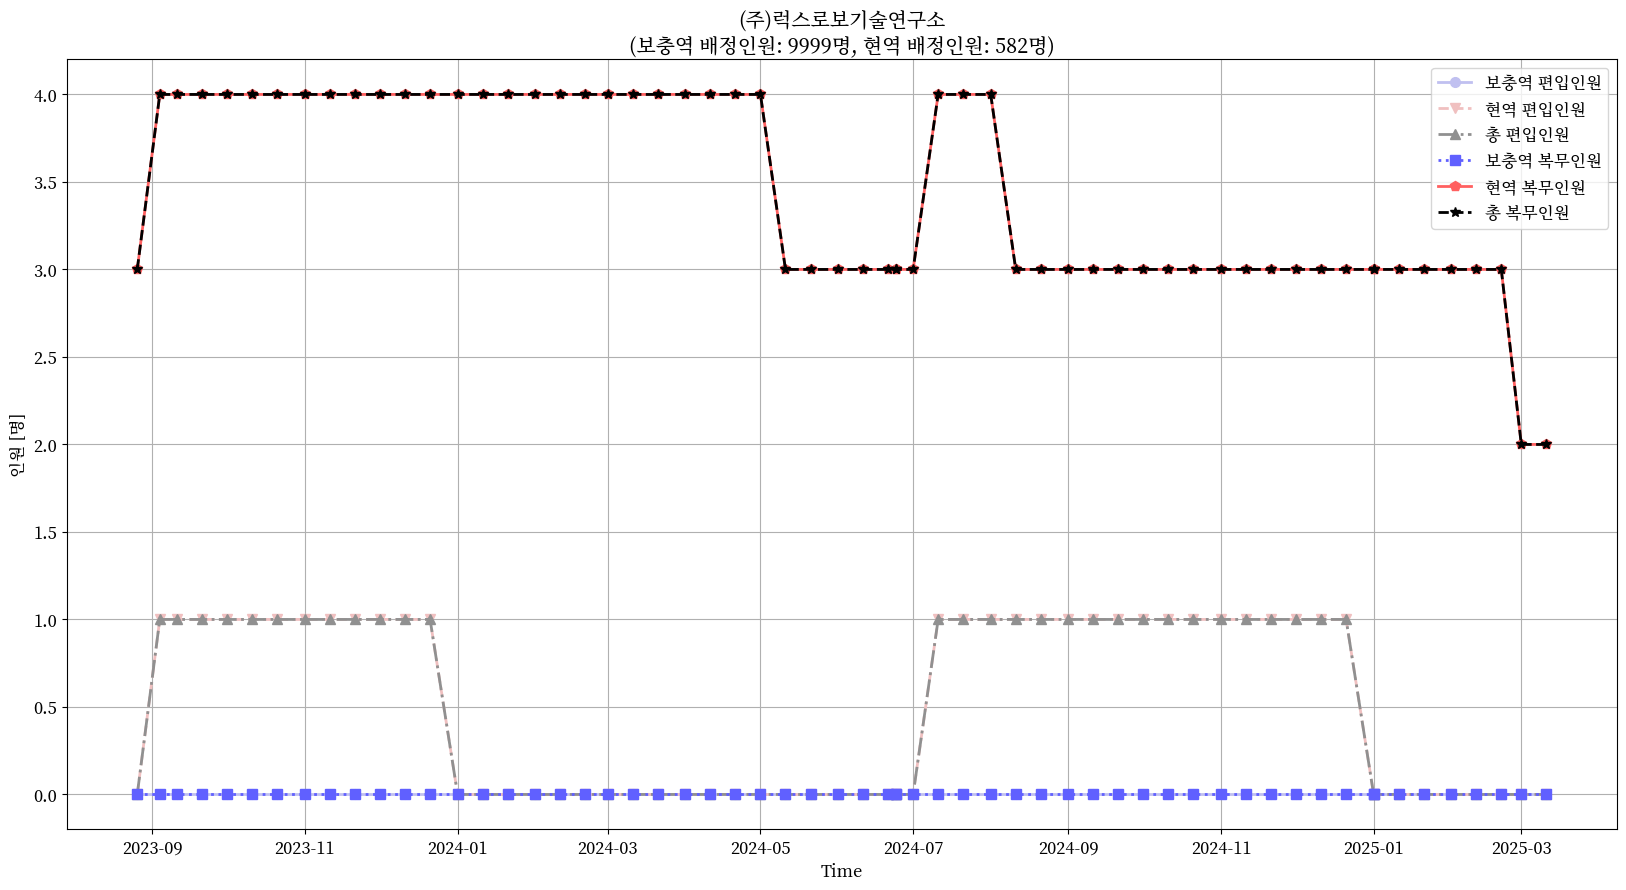 (주)럭스로보기술연구소
(보충역 배정인원: 9999명, 현역 배정인원: 582명)
보충역 편입인원
현역 편입인원
총 편입인원
보충역 복무인원
현역 복무인원
총 복무인원
인원 [명]
4.0
3.5
3.0
2.5
2.0
1.5
1.0
0.5
0.0
2023-09 2023-11 2024-01 2024-03 2024-05 2024-07 2024-09 2024-11 2025-01 2025-03
Time